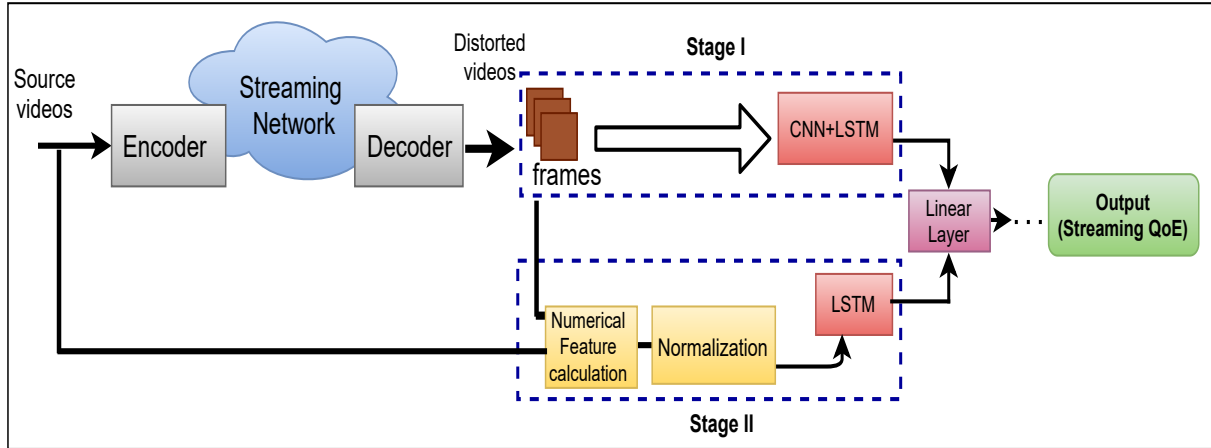 Source
videos
Encoder
Streaming
Network
Decoder
Distorted
videos
frames
Stage I
CNN+LSTM
Linear
Layer
. . .
Output
(Streaming QoE)
Numerical
Feature
calculation
Normalization
LSTM
Stage II